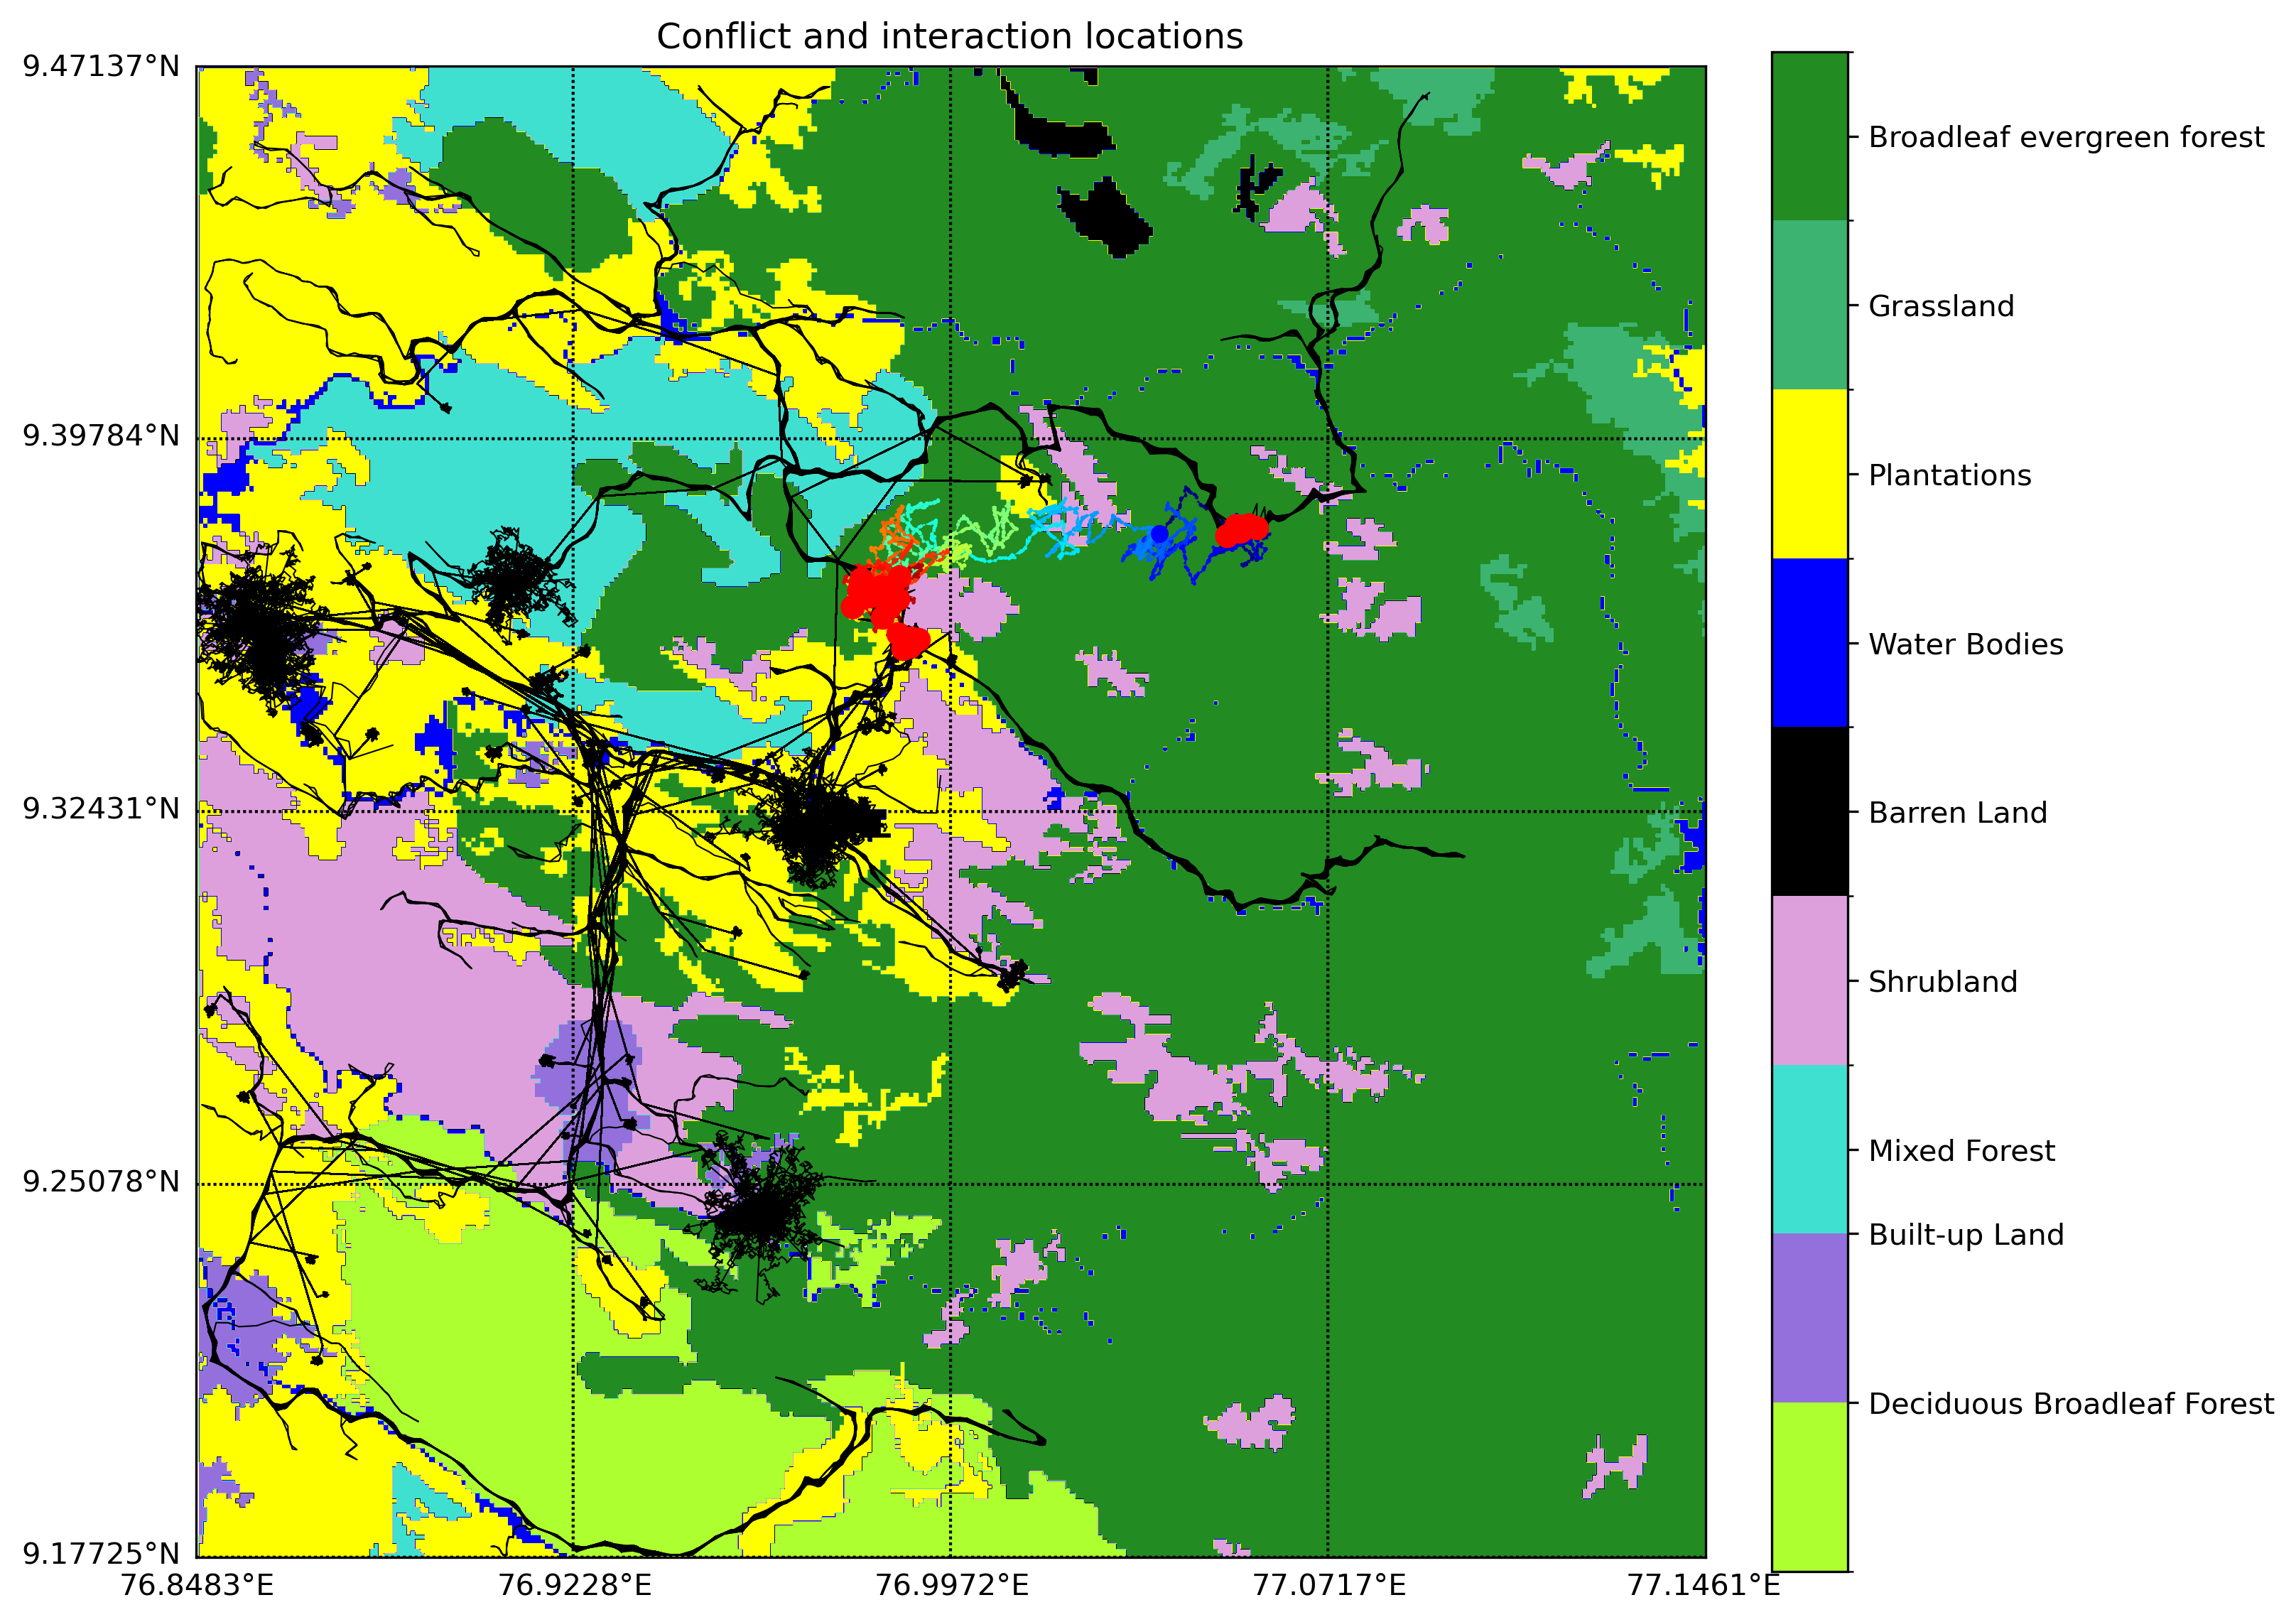 Conflict and interaction locations
9.47137°N
9.39784°N
9.32431°N
9.25078°N
9.17725°N
76.8483°E
76.9228°E
76.9972°E
77.0717°E
77.1461°E
Broadleaf evergreen forest
Grassland
Plantations
Water Bodies
Barren Land
Shrubland
Mixed Forest
Built-up Land
Deciduous Broadleaf Forest